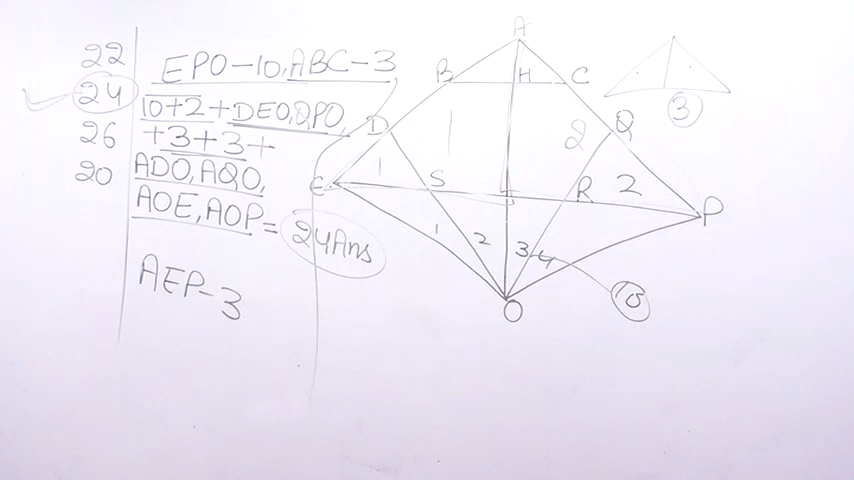 22
24
26
20
EPO-10, ABC-3
10+2+DEO,QPO,
+3+3+
ADO,AQO,
AOE,AOP=
24Ans
AEP-3
A
B
H
C
3
D
1
2
Q
E
1
S
R
2
P
1
2
3
4
O
10